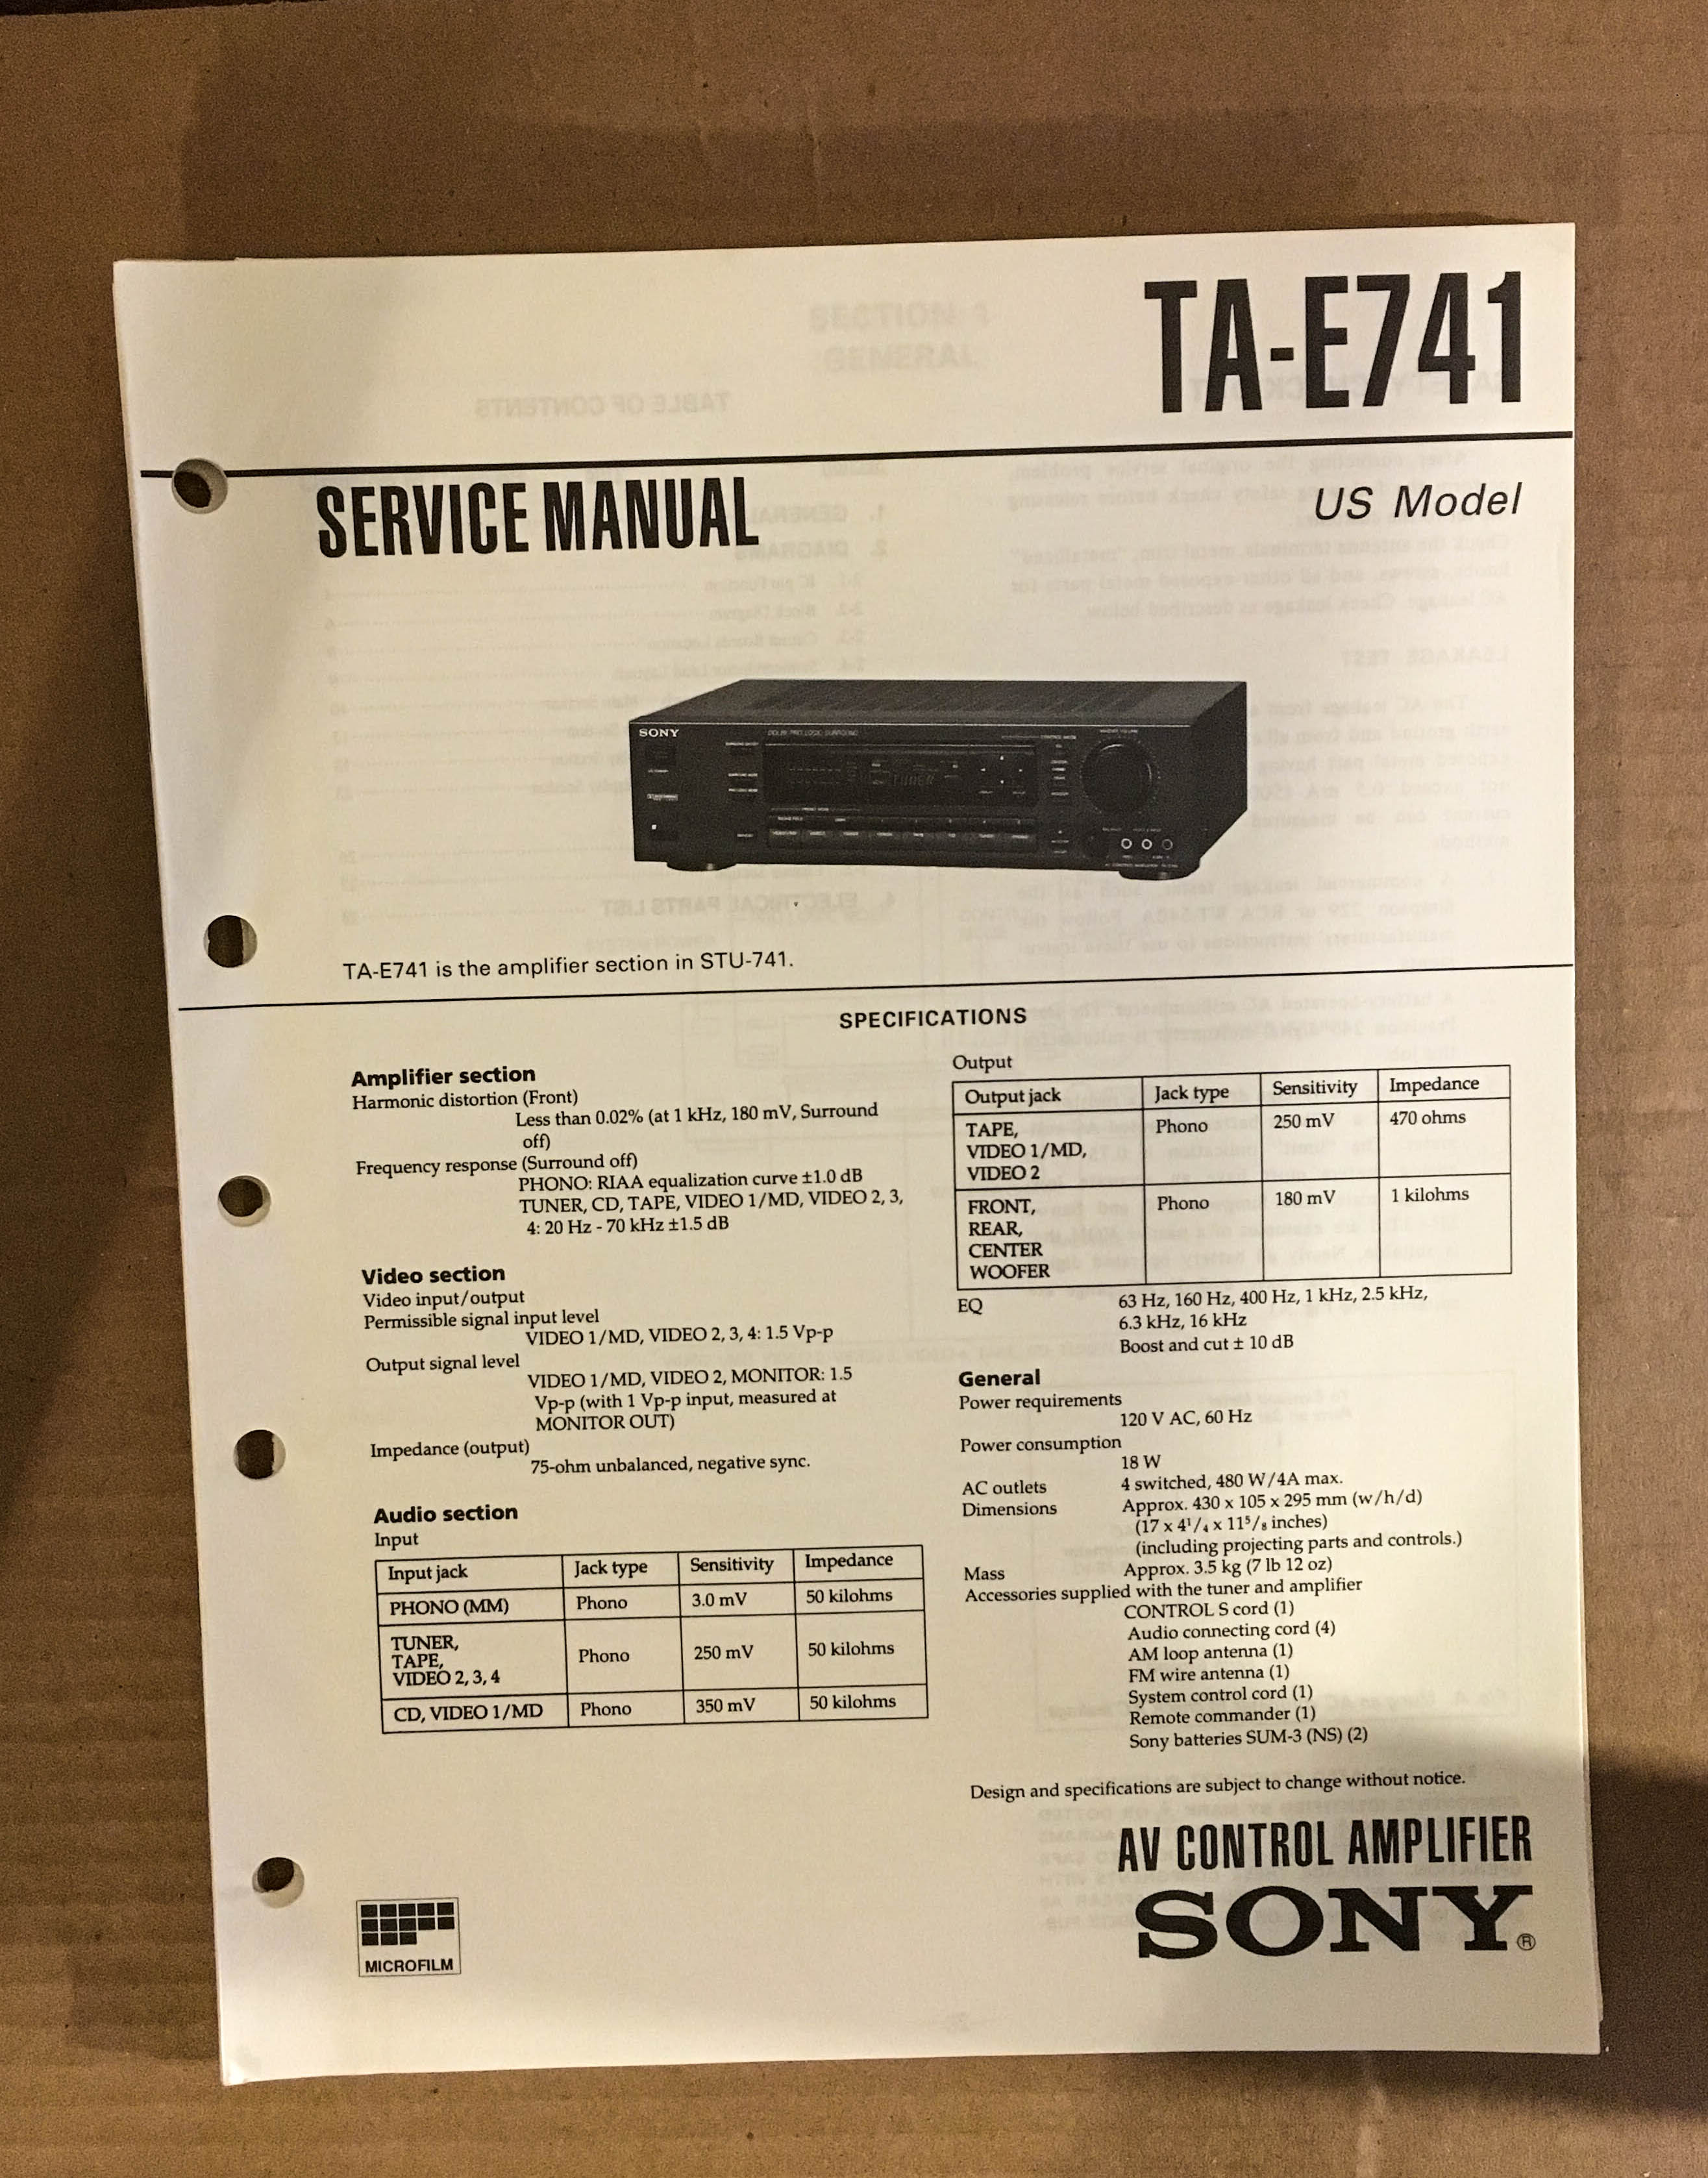 TA-E741
SERVICE MANUAL
US Model
SONY
DOLBY PRO LOGIC SURROUND
TUNER
TA-E741 is the amplifier section in STU-741.
SPECIFICATIONS
Amplifier section
Harmonic distortion (Front)
Less than 0.02% (at 1 kHz, 180 mV, Surround
off)
Frequency response (Surround off)
PHONO: RIAA equalization curve ±1.0 dB
TUNER, CD, TAPE, VIDEO 1/MD, VIDEO 2, 3,
4: 20 Hz - 70 kHz ±1.5 dB
Video section
Video input/output
Permissible signal input level
VIDEO 1/MD, VIDEO 2, 3, 4: 1.5 Vp-p
Output signal level
VIDEO 1/MD, VIDEO 2, MONITOR: 1.5
Vp-p (with 1 Vp-p input, measured at
MONITOR OUT)
Impedance (output)
75-ohm unbalanced, negative sync.
Audio section
Input
Input jack Jack type Sensitivity Impedance
PHONO (MM) Phono 3.0 mV 50 kilohms
TUNER,
TAPE, Phono 250 mV 50 kilohms
VIDEO 2, 3, 4
CD, VIDEO 1/MD Phono 350 mV 50 kilohms
Output
Output jack Jack type Sensitivity Impedance
TAPE, Phono 250 mV 470 ohms
VIDEO 1/MD,
VIDEO 2
FRONT, Phono 180 mV 1 kilohms
REAR,
CENTER
WOOFER
EQ 63 Hz, 160 Hz, 400 Hz, 1 kHz, 2.5 kHz,
6.3 kHz, 16 kHz
Boost and cut ± 10 dB
General
Power requirements
120 V AC, 60 Hz
Power consumption
18 W
AC outlets 4 switched, 480 W/4A max.
Dimensions Approx. 430 x 105 x 295 mm (w/h/d)
(17 x 4¹/₄ x 11⁵/₈ inches)
(including projecting parts and controls.)
Mass Approx. 3.5 kg (7 lb 12 oz)
Accessories supplied with the tuner and amplifier
CONTROL S cord (1)
Audio connecting cord (4)
AM loop antenna (1)
FM wire antenna (1)
System control cord (1)
Remote commander (1)
Sony batteries SUM-3 (NS) (2)
Design and specifications are subject to change without notice.
AV CONTROL AMPLIFIER
SONY®
MICROFILM